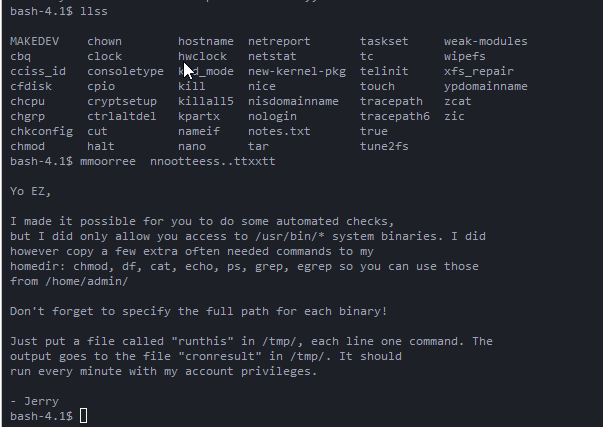 bash-4.1$ llss
MAKEDEV chown hostname netreport taskset weak-modules
cbq clock hwclock netstat tc wipefs
cciss_id consoletype kbd_mode new-kernel-pkg telinit xfs_repair
cfdisk cpio kill nice touch ypdomainname
chcpu cryptsetup killall5 nisdomainname tracepath zcat
chgrp ctrlaltdel kpartx nologin tracepath6 zic
chkconfig cut nameif notes.txt true
chmod halt nano tar tune2fs
bash-4.1$ mmoorree nnootteess..ttxxtt
Yo EZ,
I made it possible for you to do some automated checks,
but I did only allow you access to /usr/bin/* system binaries. I did
however copy a few extra often needed commands to my
homedir: chmod, df, cat, echo, ps, grep, egrep so you can use those
from /home/admin/
Don't forget to specify the full path for each binary!
Just put a file called "runthis" in /tmp/, each line one command. The
output goes to the file "cronresult" in /tmp/. It should
run every minute with my account privileges.
- Jerry
bash-4.1$